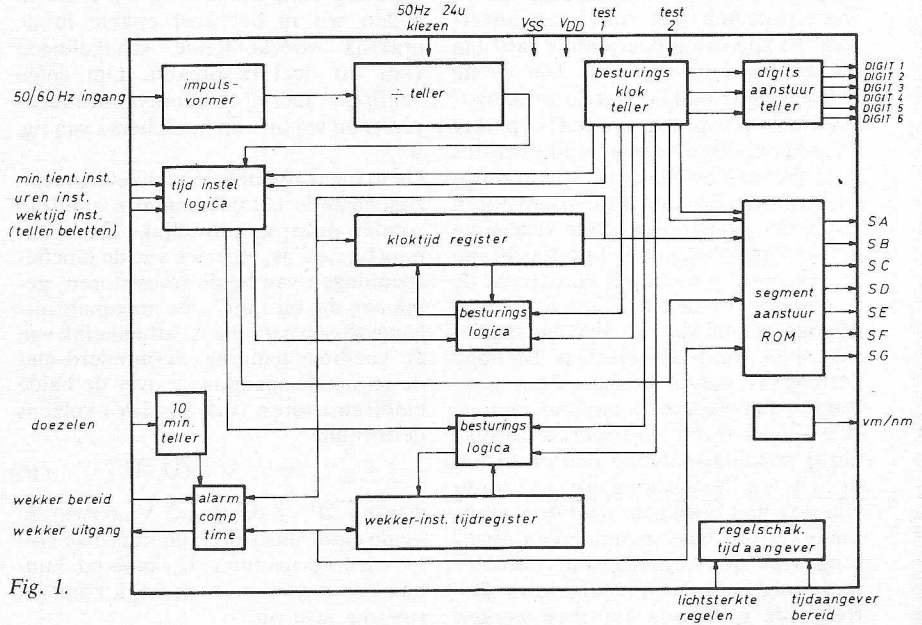 50Hz 24u
kiezen
VSS
VDD
test
1
test
2
50/60 Hz ingang
impuls-
vormer
÷ teller
besturings
klok
teller
digits
aanstuur
teller
DIGIT 1
DIGIT 2
DIGIT 3
DIGIT 4
DIGIT 5
DIGIT 6
min. tient. inst.
uren inst.
wektijd inst.
(tellen beletten)
tijd instel
logica
kloktijd register
besturings
logica
segment
aanstuur
ROM
SA
SB
SC
SD
SE
SF
SG
doezelen
10
min.
teller
besturings
logica
vm/nm
wekker bereid
wekker uitgang
alarm
comp
time
wekker-inst. tijdregister
regelschak.
tijdaangever
Fig. 1.
lichtsterkte
regelen
tijdaangever
bereid